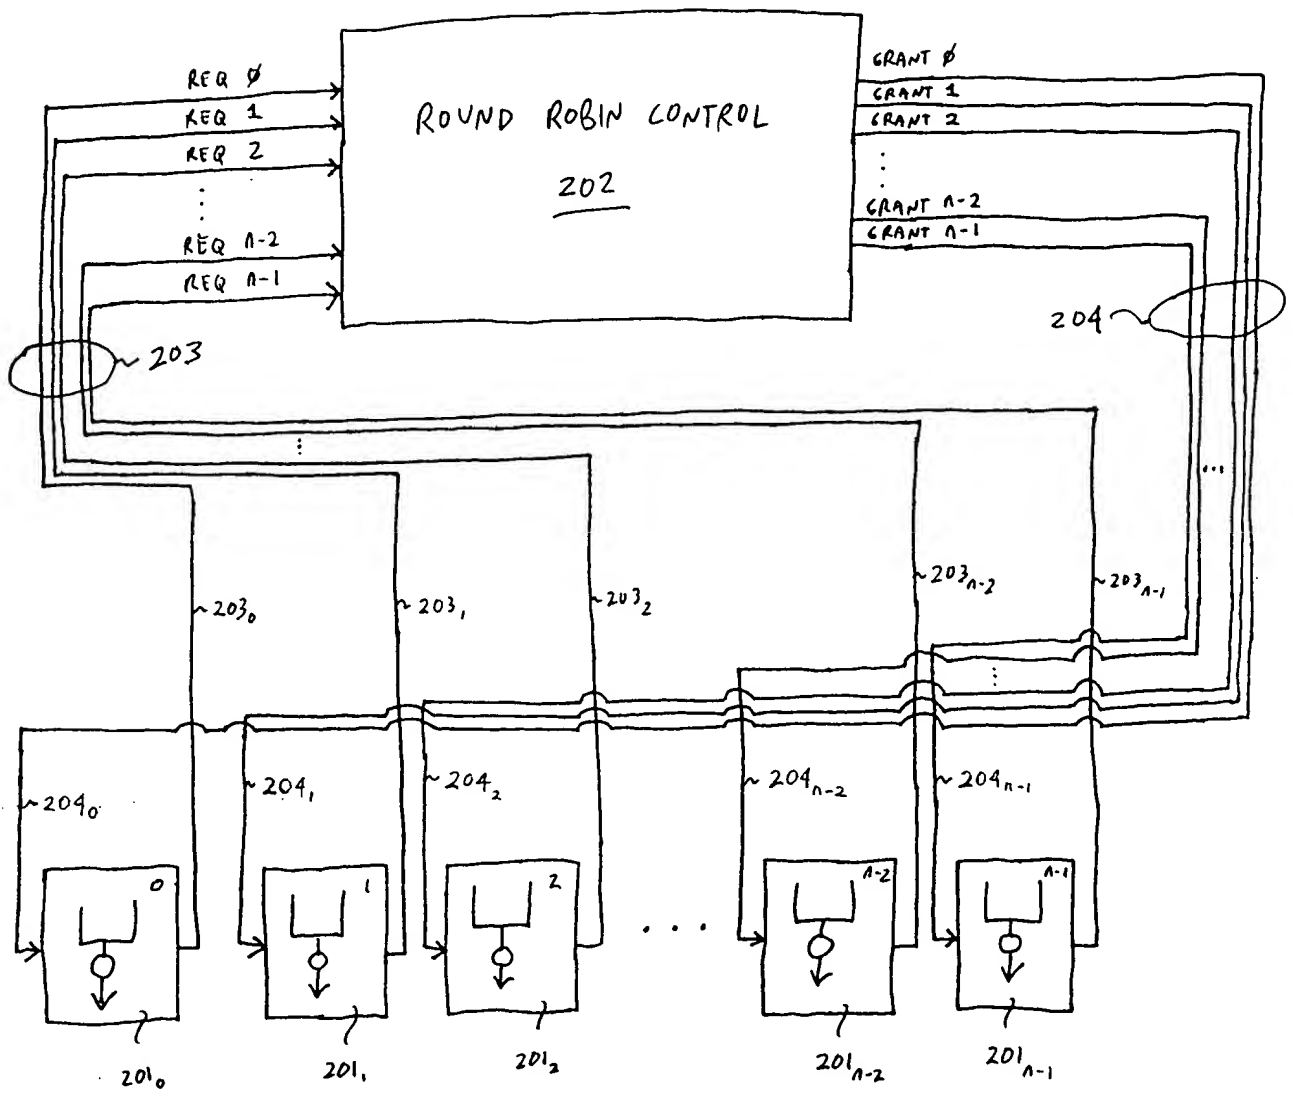 REQ Ø
REQ 1
REQ 2
REQ n-2
REQ n-1
ROUND ROBIN CONTROL
202
GRANT Ø
GRANT 1
GRANT 2
GRANT n-2
GRANT n-1
203
204
203₀
203₁
203₂
203ₙ₋₂
203ₙ₋₁
204₀
204₁
204₂
204ₙ₋₂
204ₙ₋₁
0
1
2
n-2
n-1
201₀
201₁
201₂
201ₙ₋₂
201ₙ₋₁